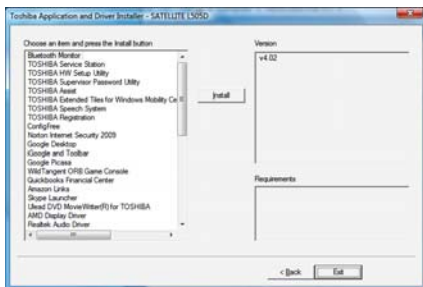 Toshiba Application and Driver Installer - SATELLITE L505D
Choose an item and press the Install button
Bluetooth Monitor
TOSHIBA Service Station
TOSHIBA HW Setup Utility
TOSHIBA Supervisor Password Utility
TOSHIBA Assist
TOSHIBA Extended Tiles for Windows Mobility Ce
TOSHIBA Speech System
TOSHIBA Registration
ConfigFree
Norton Internet Security 2009
Google Desktop
iGoogle and Toolbar
Google Picasa
WildTangent ORB Game Console
Quickbooks Financial Center
Amazon Links
Skype Launcher
Ulead DVD MovieWriter(R) for TOSHIBA
AMD Display Driver
Realtek Audio Driver
Install
Version
v4.02
Requirements
< Back
Exit